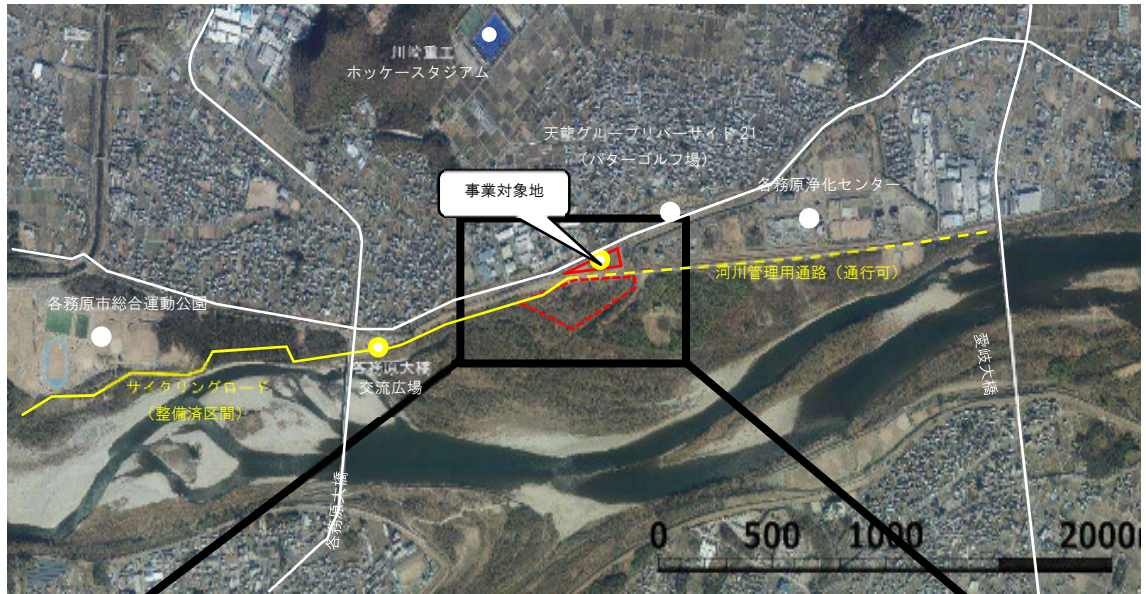 川崎重工
ホッケースタジアム
天龍グループリバーサイド 21
（パターゴルフ場）
事業対象地
各務原浄化センター
河川管理用通路（通行可）
各務原市総合運動公園
各務原大橋
交流広場
サイクリングロード
（整備済区間）
愛岐大橋
各務原大橋
0 500 1000 2000